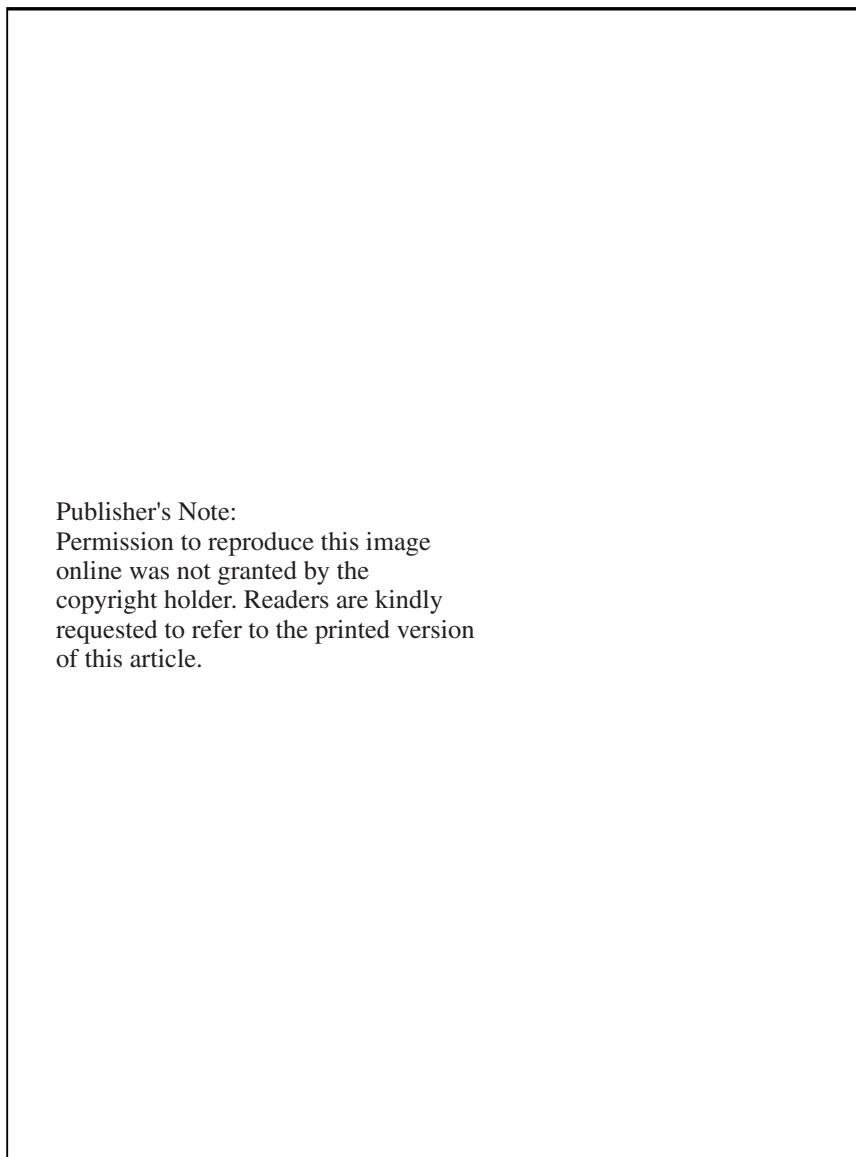 Publisher's Note:
Permission to reproduce this image
online was not granted by the
copyright holder. Readers are kindly
requested to refer to the printed version
of this article.